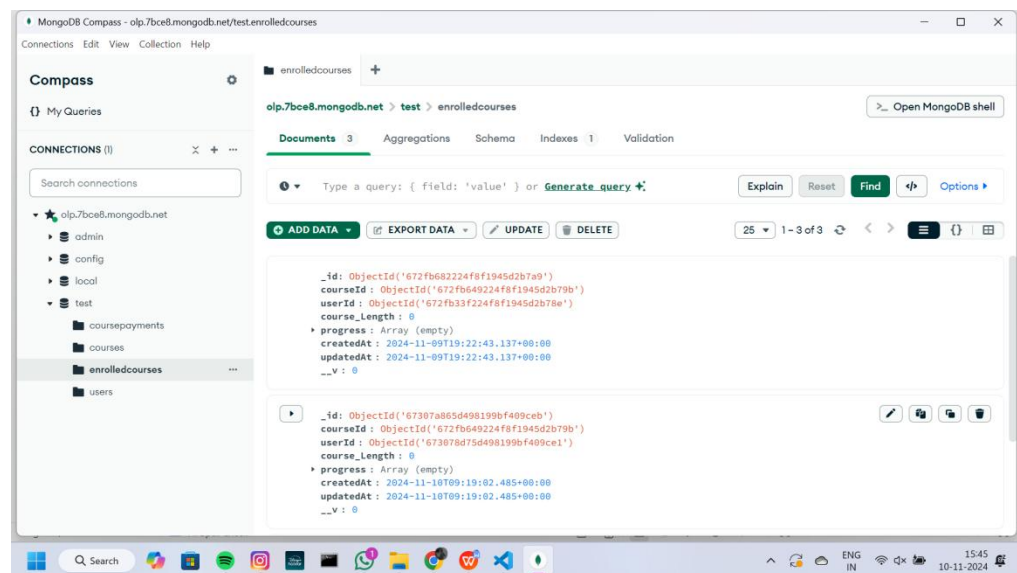 MongoDB Compass - olp.7bce8.mongodb.net/test.enrolledcourses
Connections Edit View Collection Help
Compass
{} My Queries
CONNECTIONS (1)
Search connections
olp.7bce8.mongodb.net
admin
config
local
test
coursepayments
courses
enrolledcourses
users
enrolledcourses
olp.7bce8.mongodb.net > test > enrolledcourses
>_ Open MongoDB shell
Documents 3 Aggregations Schema Indexes 1 Validation
Type a query: { field: 'value' } or Generate query
Explain Reset Find </> Options
ADD DATA EXPORT DATA UPDATE DELETE
25 1 - 3 of 3 {}
_id: ObjectId('672fb682224f8f1945d2b7a9')
courseId : ObjectId('672fb649224f8f1945d2b79b')
userId : ObjectId('672fb33f224f8f1945d2b78e')
course_Length : 0
progress : Array (empty)
createdAt : 2024-11-09T19:22:43.137+00:00
updatedAt : 2024-11-09T19:22:43.137+00:00
__v : 0
_id: ObjectId('67307a865d498199bf409ceb')
courseId : ObjectId('672fb649224f8f1945d2b79b')
userId : ObjectId('673078d75d498199bf409ce1')
course_Length : 0
progress : Array (empty)
createdAt : 2024-11-10T09:19:02.485+00:00
updatedAt : 2024-11-10T09:19:02.485+00:00
__v : 0
Search
ENG
IN
15:45
10-11-2024